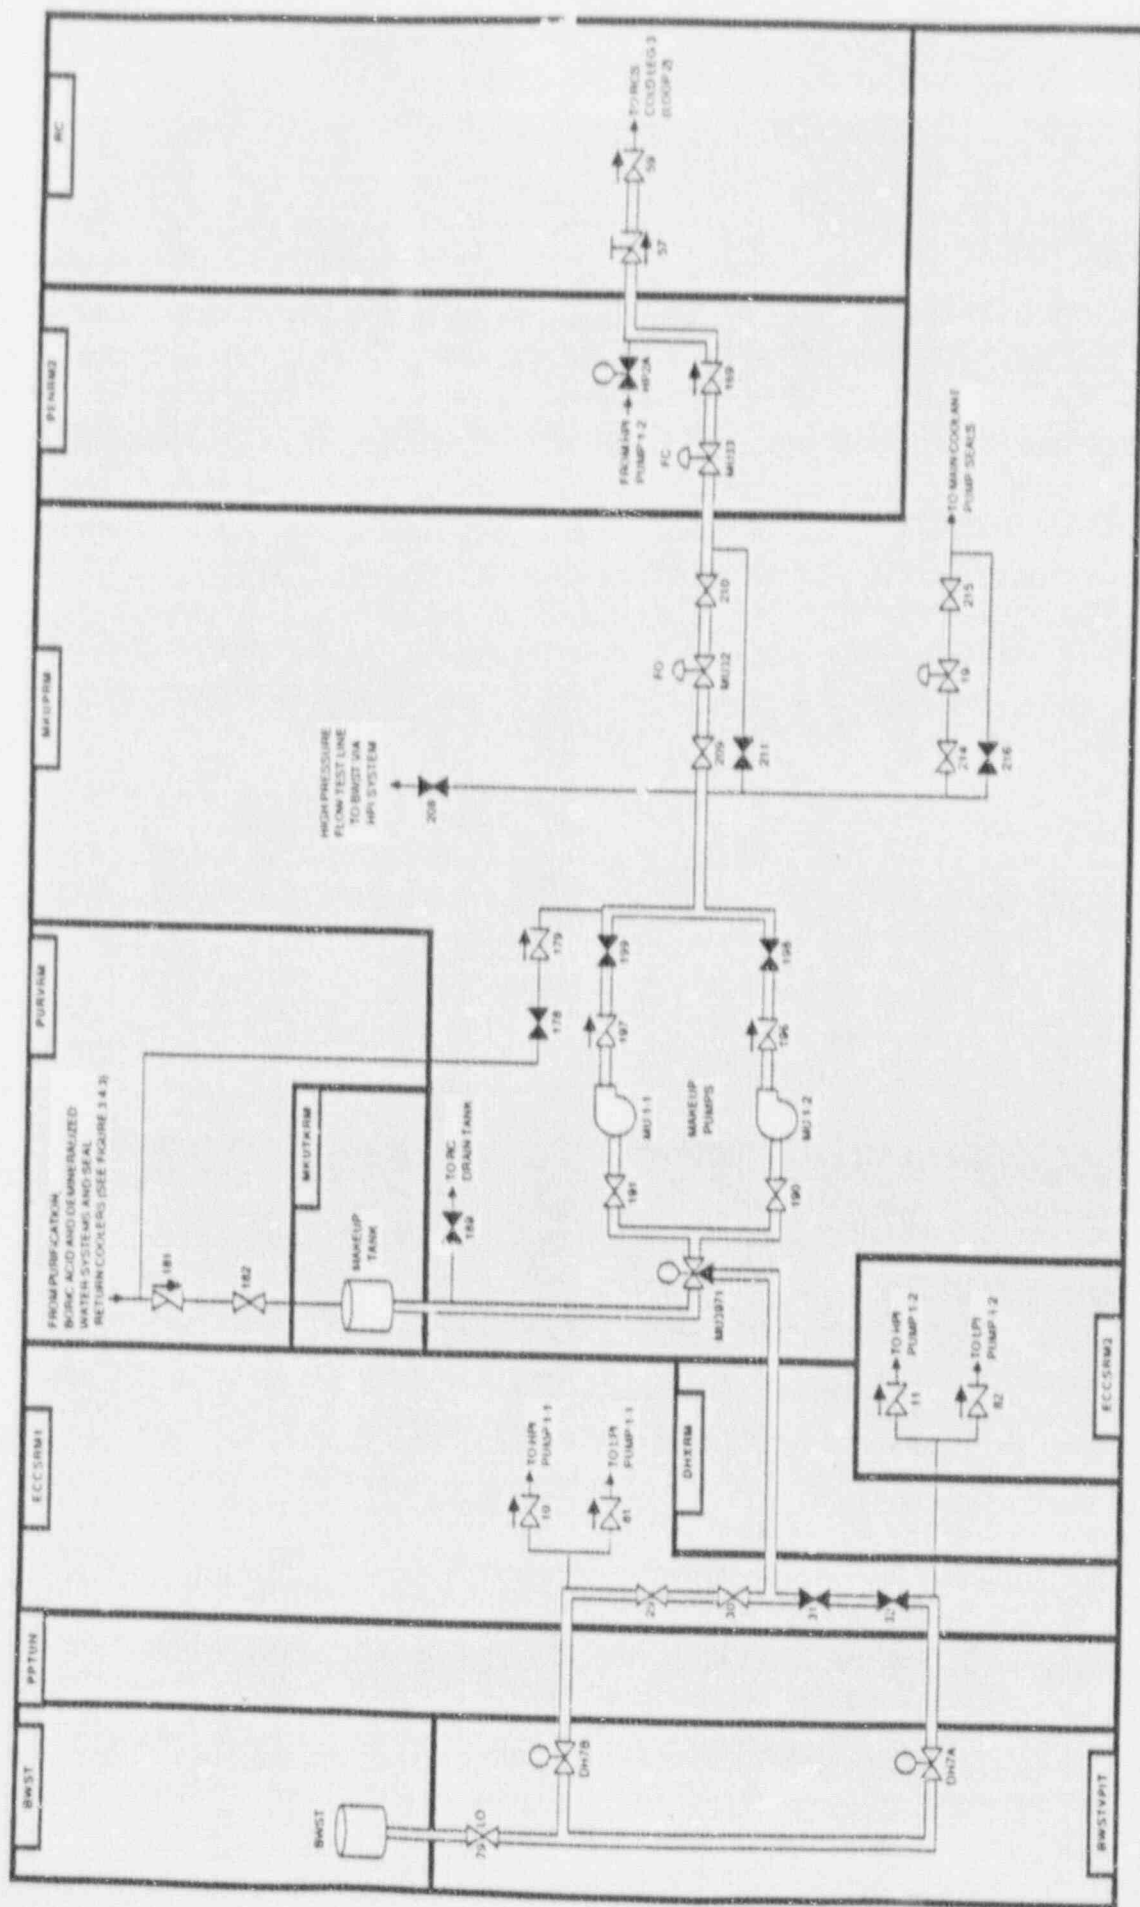 BWST
PPTUN
ECCSRM1
PURVRM
MKUPRM
PENRM2
RC
FROM PURIFICATION,
BORIC ACID AND DEMINERALIZED
WATER SYSTEMS AND SEAL
RETURN COOLERS (SEE FIGURE 3.4.3)
181
182
MKUTKRM
MAKEUP
TANK
189
TO RC
DRAIN TANK
178
179
HIGH PRESSURE
FLOW TEST LINE
TO BWST VIA
HPI SYSTEM
208
BWST
79
LO
DH7B
DH7A
BWSTVPIT
10
TO HPI
PUMP 1-1
81
TO LPI
PUMP 1-1
29
30
31
32
DHXRM
MU3971
191
190
MU 1-1
MAKEUP
PUMPS
MU 1-2
197
199
196
198
209
FO
MU32
210
211
FC
MU33
169
FROM HPI
PUMP 1-2
HP2A
57
59
TO RCS
COLD LEG 3
(LOOP 2)
11
TO HPI
PUMP 1-2
82
TO LPI
PUMP 1-2
ECCSRM2
214
19
215
216
TO MAIN COOLANT
PUMP SEALS